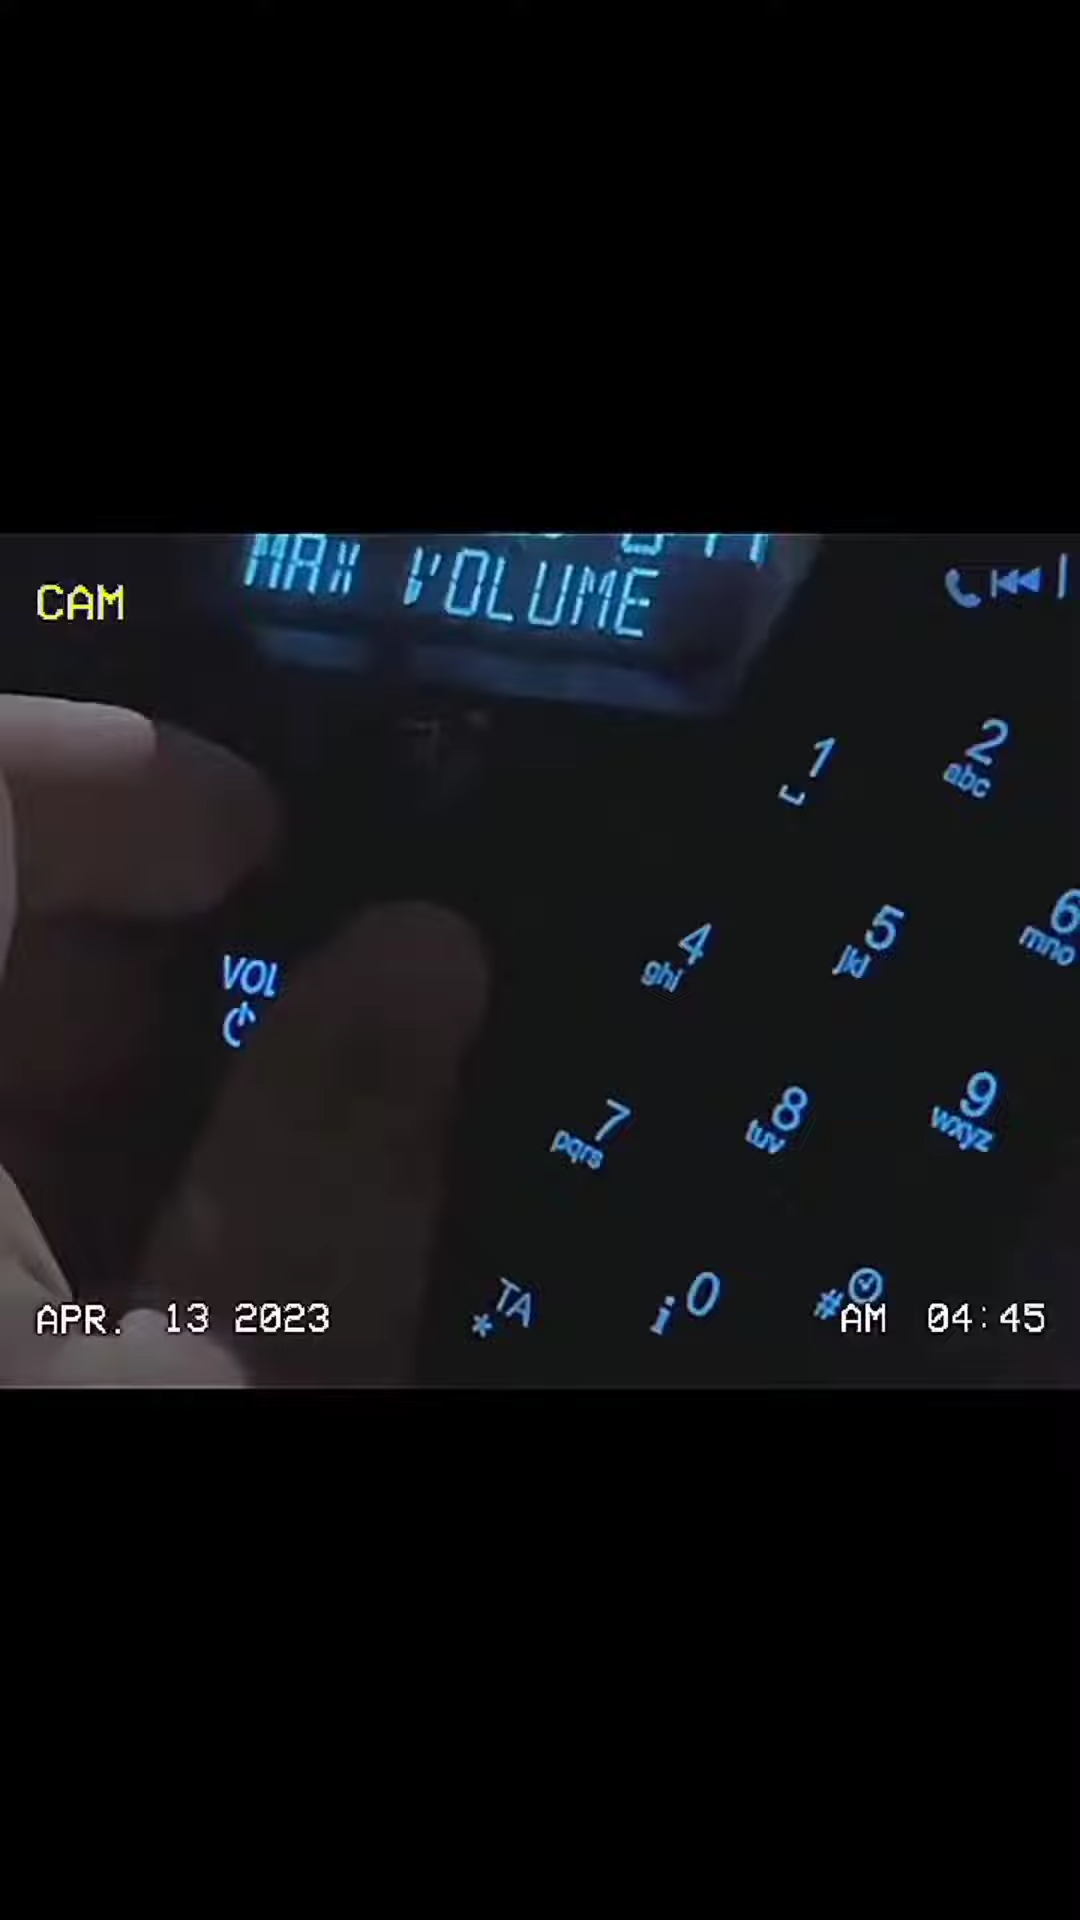 MAX VOLUME
CAM
1
2
abc
VOL
4
ghi
5
jkl
6
mno
7
pqrs
8
tuv
9
wxyz
TA
*
i 0
#
APR. 13 2023
AM 04:45